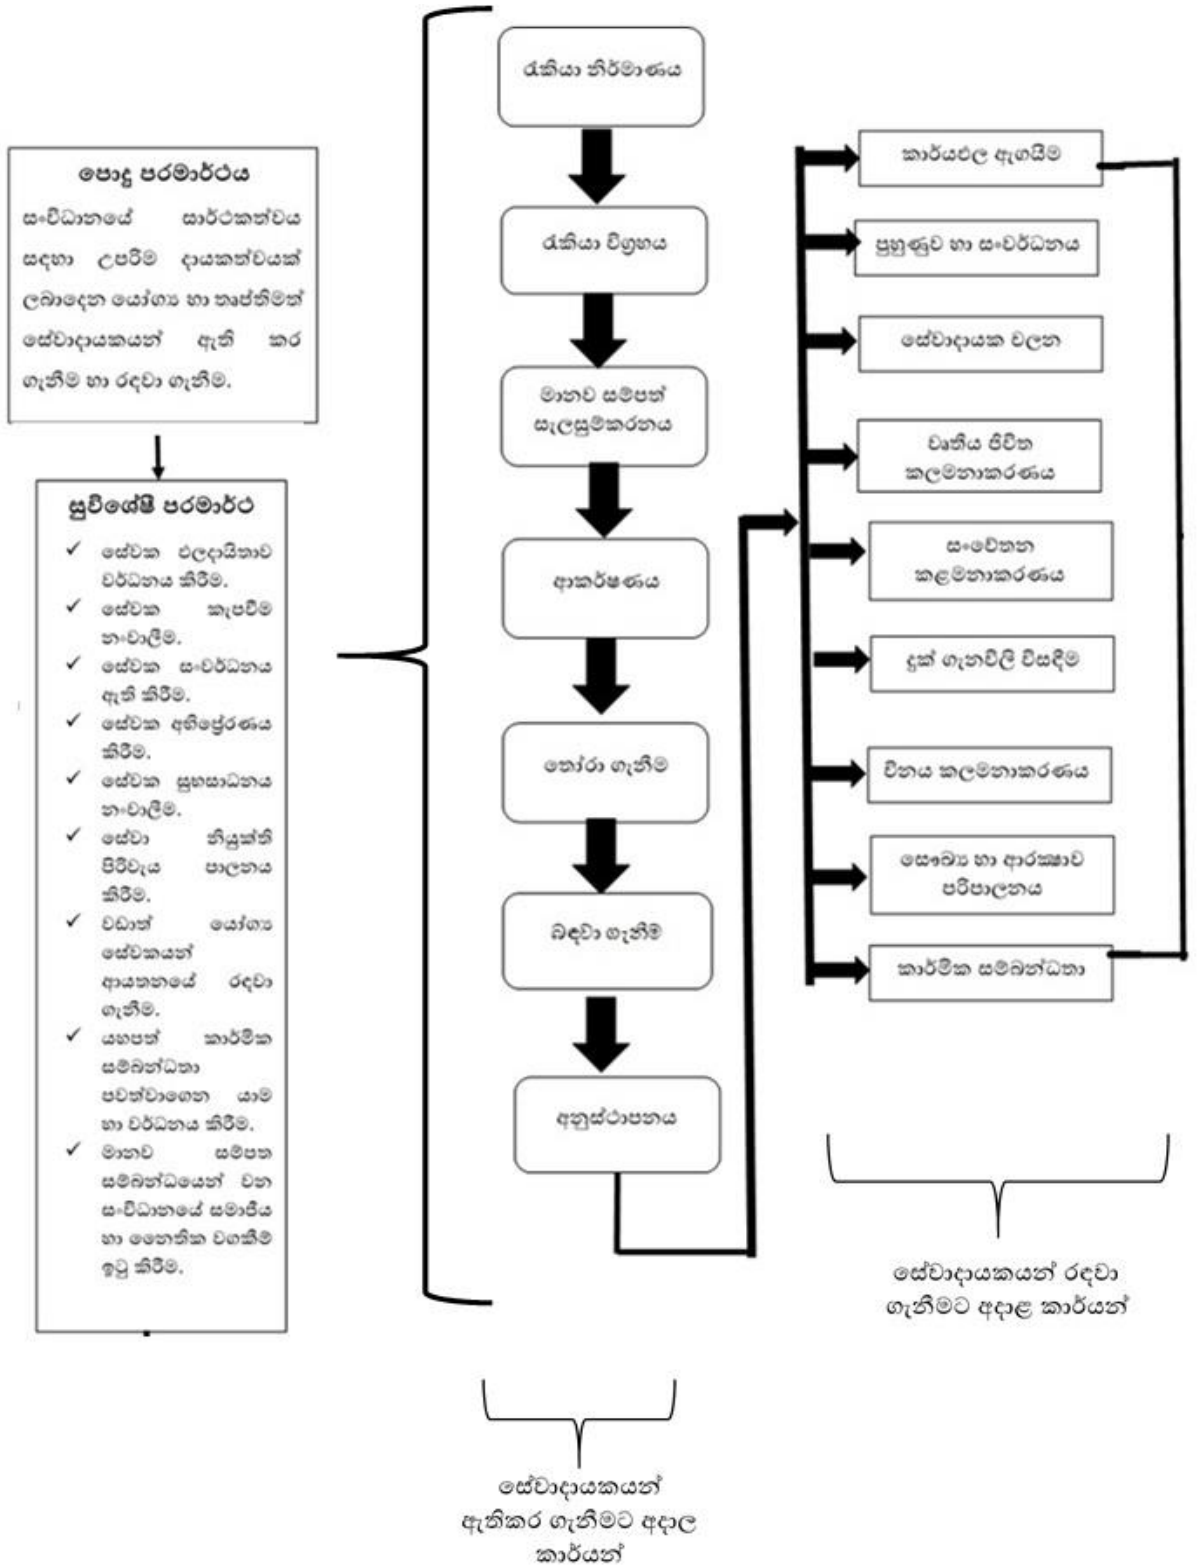 පොදු පරමාර්ථය
සංවිධානයේ සාර්ථකත්වය
සඳහා උපරිම දායකත්වයක්
ලබාදෙන යෝග්‍ය හා තෘප්තිමත්
සේවාදායකයන් ඇති කර
ගැනීම හා රඳවා ගැනීම.
සුවිශේෂී පරමාර්ථ
✓ සේවක ඵලදායිතාව
වර්ධනය කිරීම.
✓ සේවක කැපවීම
නංවාලීම.
✓ සේවක සංවර්ධනය
ඇති කිරීම.
✓ සේවක අභිප්‍රේරණය
කිරීම.
✓ සේවක සුභසාධනය
නංවාලීම.
✓ සේවා නියුක්ති
පිරිවැය පාලනය
කිරීම.
✓ වඩාත් යෝග්‍ය
සේවකයන්
ආයතනයේ රඳවා
ගැනීම.
✓ යහපත් කාර්මික
සම්බන්ධතා
පවත්වාගෙන යාම
හා වර්ධනය කිරීම.
✓ මානව සම්පත
සම්බන්ධයෙන් වන
සංවිධානයේ සමාජීය
හා නෛතික වගකීම්
ඉටු කිරීම.
රැකියා නිර්මාණය
රැකියා විග්‍රහය
මානව සම්පත්
සැලසුම්කරනය
ආකර්ෂණය
තෝරා ගැනීම
බඳවා ගැනීම
අනුස්ථාපනය
සේවාදායකයන්
ඇතිකර ගැනීමට අදාල
කාර්යන්
කාර්යඵල ඇගයීම
පුහුණුව හා සංවර්ධනය
සේවාදායක චලන
වෘතීය ජීවිත
කලමනාකරණය
සංවේතන
කළමනාකරණය
දුක් ගැනවිලි විසඳීම
විනය කලමනාකරණය
සෞඛ්‍ය හා ආරක්‍ෂාව
පරිපාලනය
කාර්මික සම්බන්ධතා
සේවාදායකයන් රඳවා
ගැනීමට අදාළ කාර්යන්